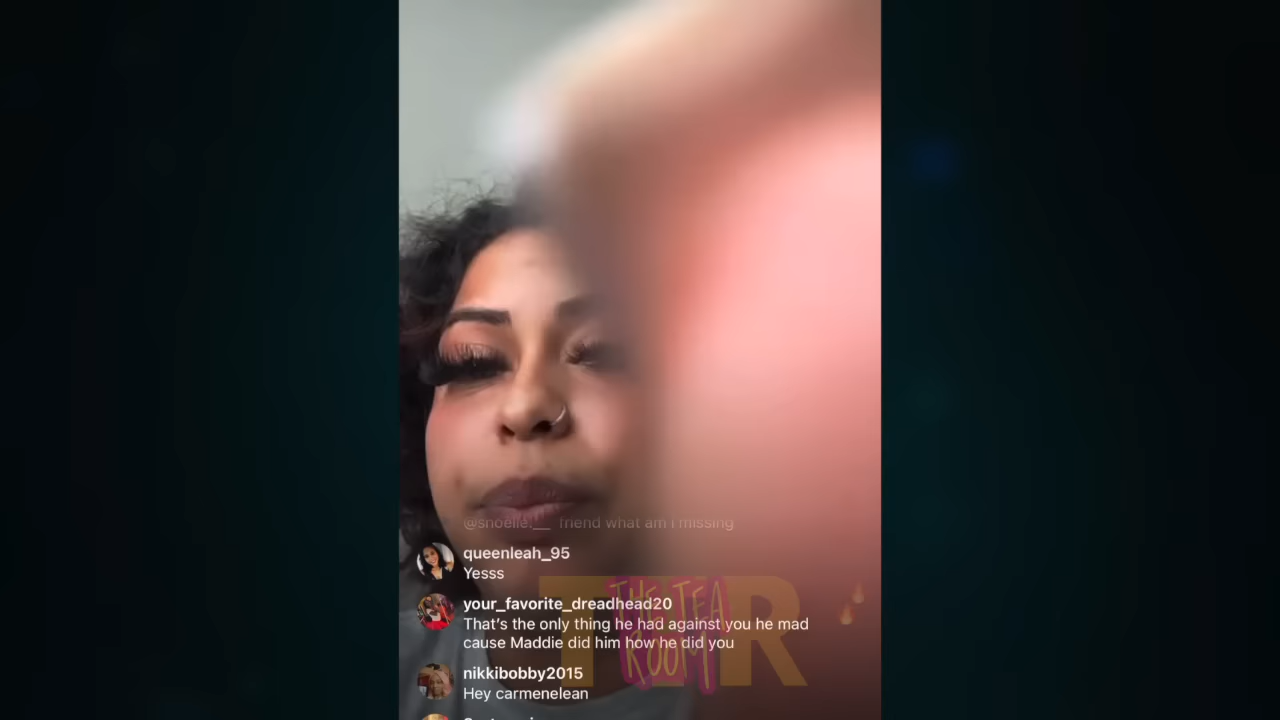 @snoelle.__ friend what am i missing
queenleah_95
Yesss
your_favorite_dreadhead20
That's the only thing he had against you he mad
cause Maddie did him how he did you
nikkibobby2015
Hey carmenelean
THE TEA
ROOM
T R